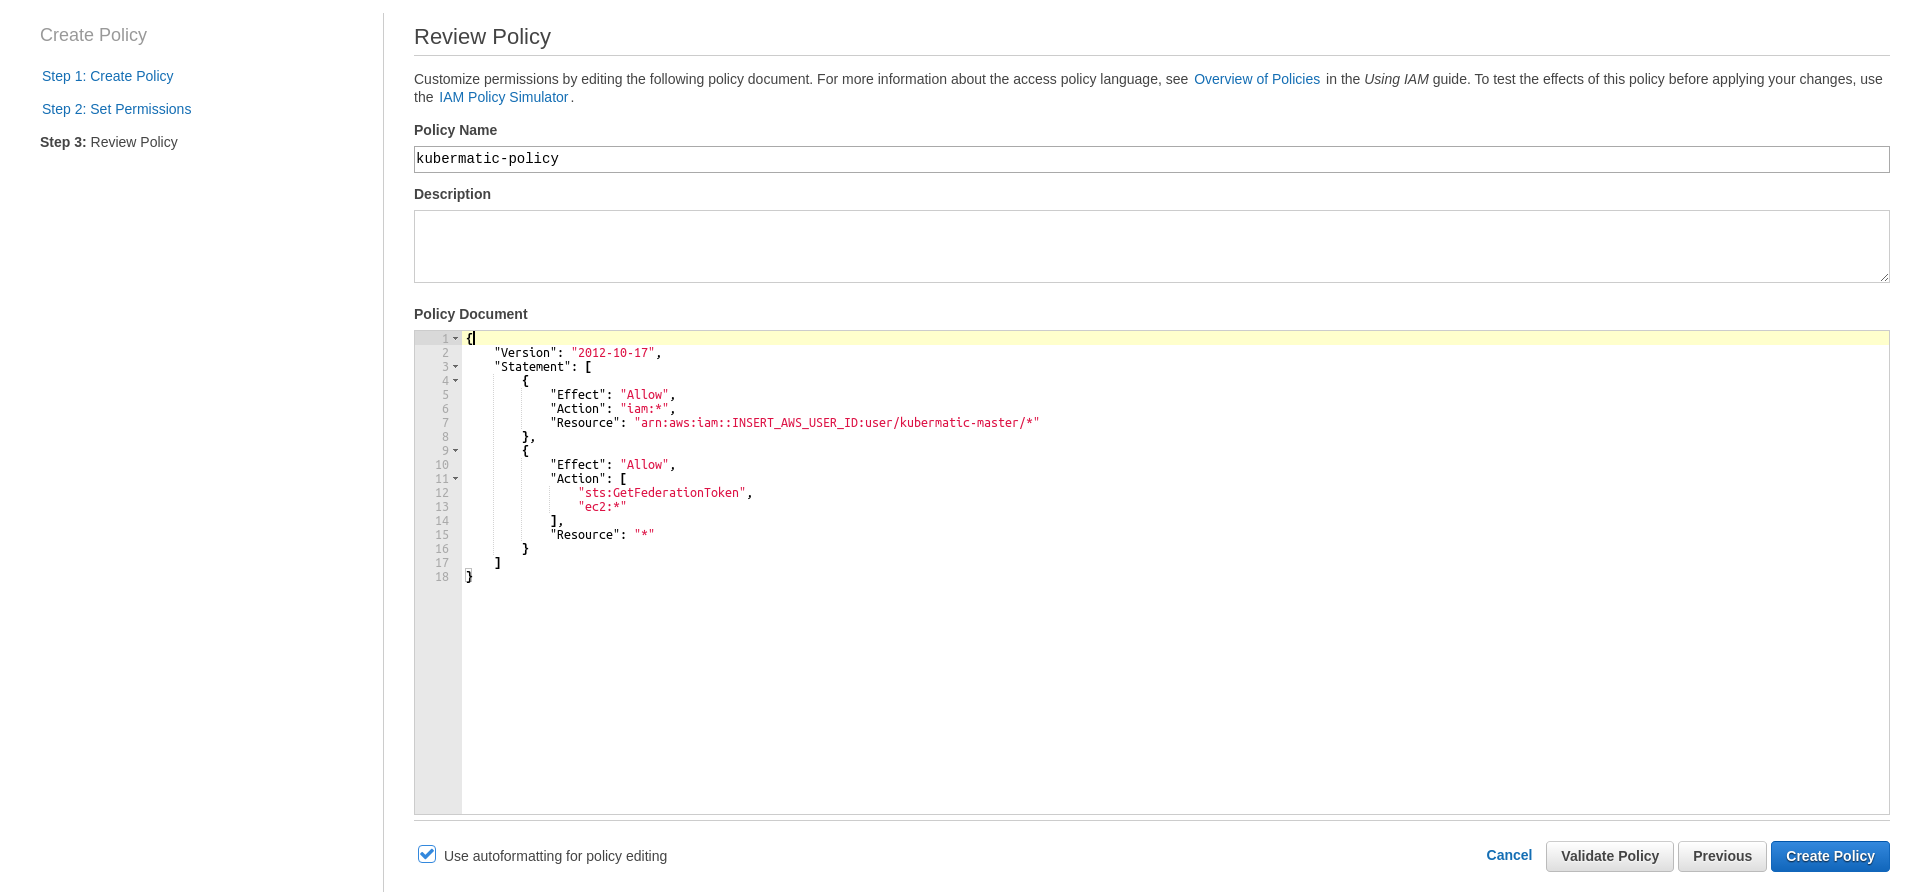 Create Policy
Step 1: Create Policy
Step 2: Set Permissions
Step 3: Review Policy
Review Policy
Customize permissions by editing the following policy document. For more information about the access policy language, see Overview of Policies in the Using IAM guide. To test the effects of this policy before applying your changes, use
the IAM Policy Simulator.
Policy Name
kubermatic-policy
Description
Policy Document
1 {
2     "Version": "2012-10-17",
3     "Statement": [
4         {
5             "Effect": "Allow",
6             "Action": "iam:*",
7             "Resource": "arn:aws:iam::INSERT_AWS_USER_ID:user/kubermatic-master/*"
8         },
9         {
10             "Effect": "Allow",
11             "Action": [
12                 "sts:GetFederationToken",
13                 "ec2:*"
14             ],
15             "Resource": "*"
16         }
17     ]
18 }
Use autoformatting for policy editing
Cancel
Validate Policy
Previous
Create Policy